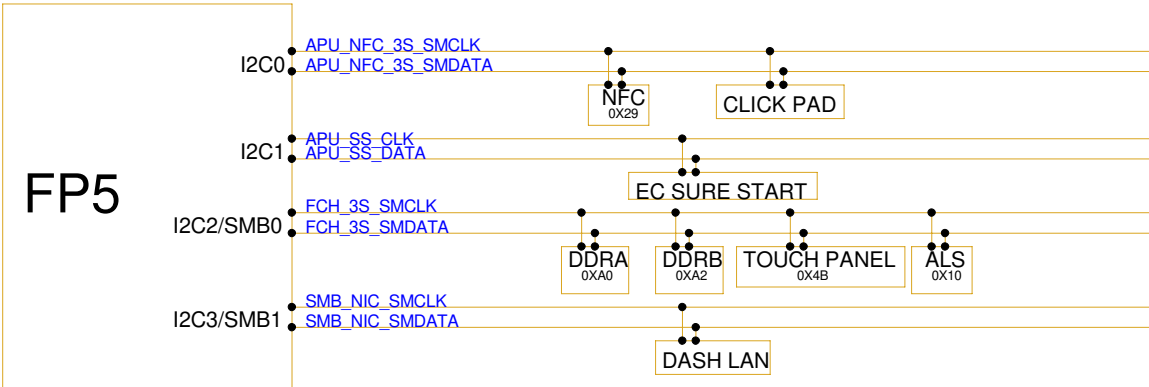 FP5
I2C0
APU_NFC_3S_SMCLK
APU_NFC_3S_SMDATA
NFC
0X29
CLICK PAD
I2C1
APU_SS_CLK
APU_SS_DATA
EC SURE START
I2C2/SMB0
FCH_3S_SMCLK
FCH_3S_SMDATA
DDRA
0XA0
DDRB
0XA2
TOUCH PANEL
0X4B
ALS
0X10
I2C3/SMB1
SMB_NIC_SMCLK
SMB_NIC_SMDATA
DASH LAN